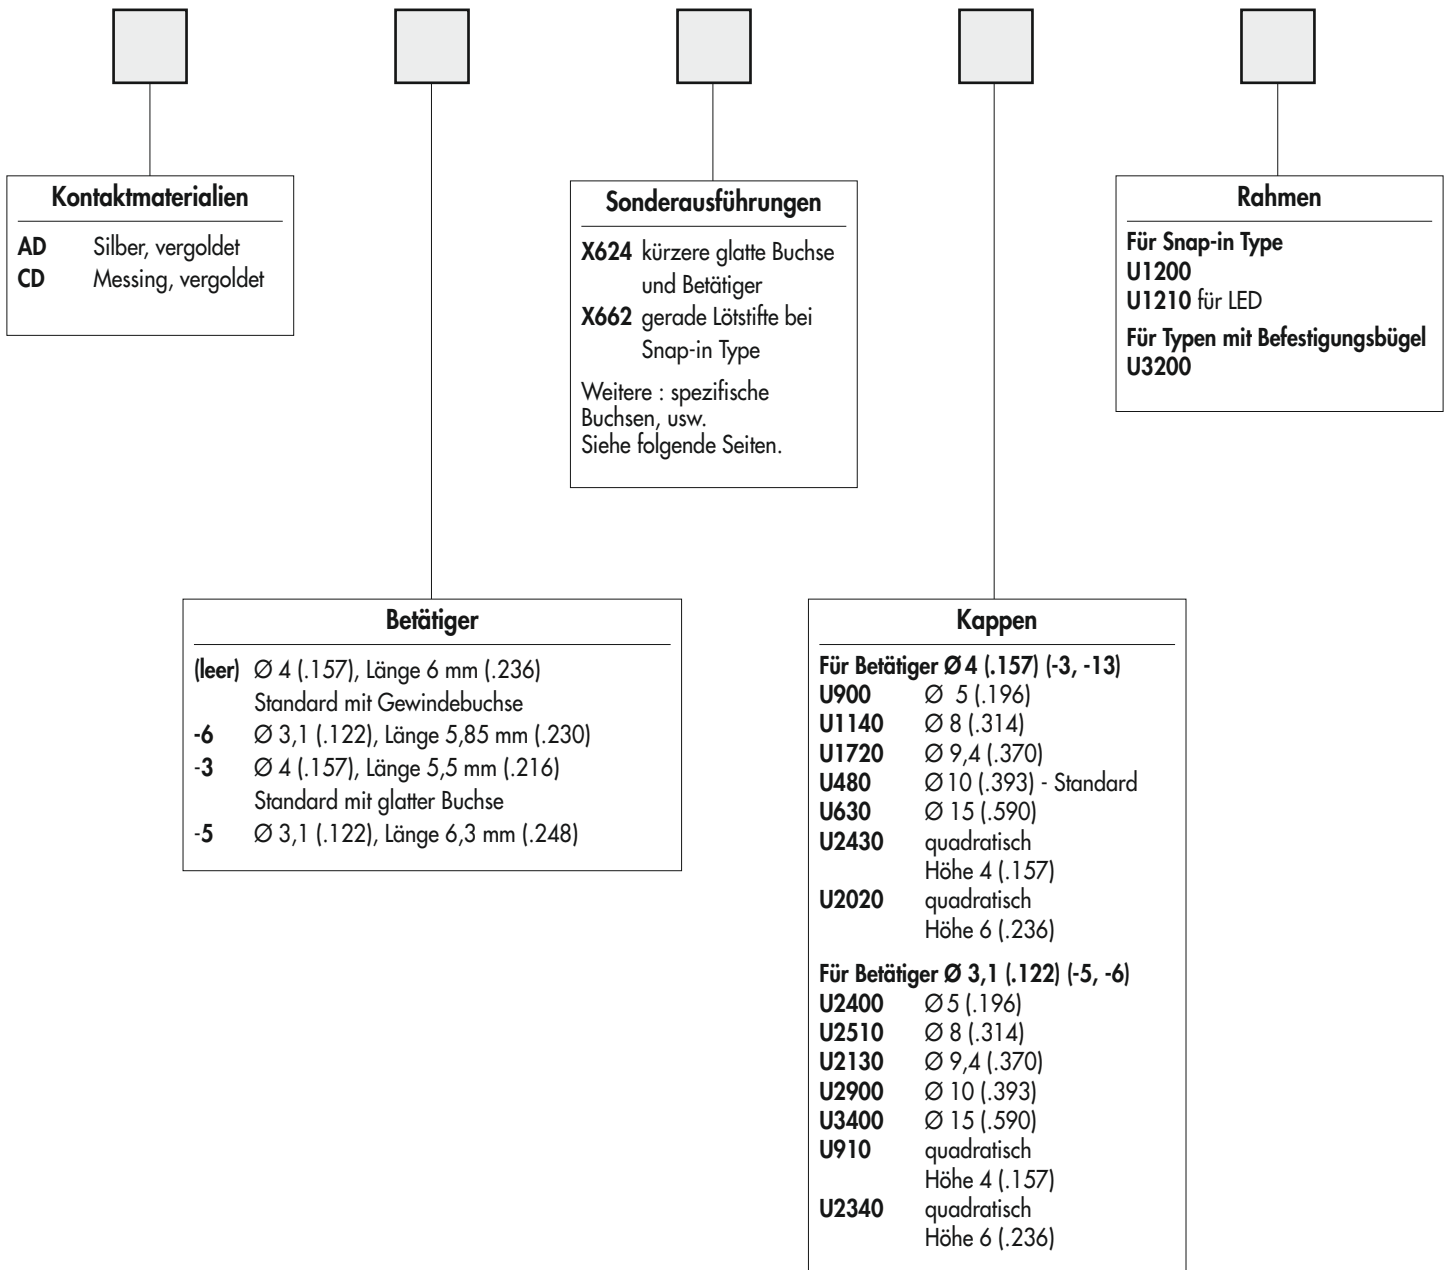 Kontaktmaterialien
AD Silber, vergoldet
CD Messing, vergoldet
Sonderausführungen
X624 kürzere glatte Buchse
und Betätiger
X662 gerade Lötstifte bei
Snap-in Type
Weitere : spezifische
Buchsen, usw.
Siehe folgende Seiten.
Rahmen
Für Snap-in Type
U1200
U1210 für LED
Für Typen mit Befestigungsbügel
U3200
Betätiger
(leer) Ø 4 (.157), Länge 6 mm (.236)
Standard mit Gewindebuchse
-6 Ø 3,1 (.122), Länge 5,85 mm (.230)
-3 Ø 4 (.157), Länge 5,5 mm (.216)
Standard mit glatter Buchse
-5 Ø 3,1 (.122), Länge 6,3 mm (.248)
Kappen
Für Betätiger Ø 4 (.157) (-3, -13)
U900 Ø 5 (.196)
U1140 Ø 8 (.314)
U1720 Ø 9,4 (.370)
U480 Ø 10 (.393) - Standard
U630 Ø 15 (.590)
U2430 quadratisch
Höhe 4 (.157)
U2020 quadratisch
Höhe 6 (.236)
Für Betätiger Ø 3,1 (.122) (-5, -6)
U2400 Ø 5 (.196)
U2510 Ø 8 (.314)
U2130 Ø 9,4 (.370)
U2900 Ø 10 (.393)
U3400 Ø 15 (.590)
U910 quadratisch
Höhe 4 (.157)
U2340 quadratisch
Höhe 6 (.236)